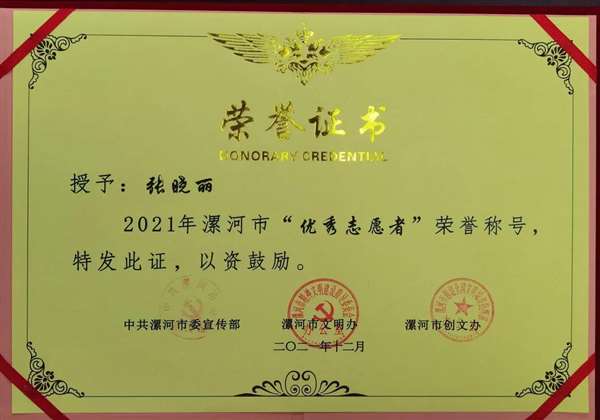 荣誉证书
HONORARY CREDENTIAL
授予：张晓丽
2021年漯河市“优秀志愿者”荣誉称号，
特发此证，以资鼓励。
中共漯河市委宣传部 漯河市文明办 漯河市创文办
二〇二一年十二月